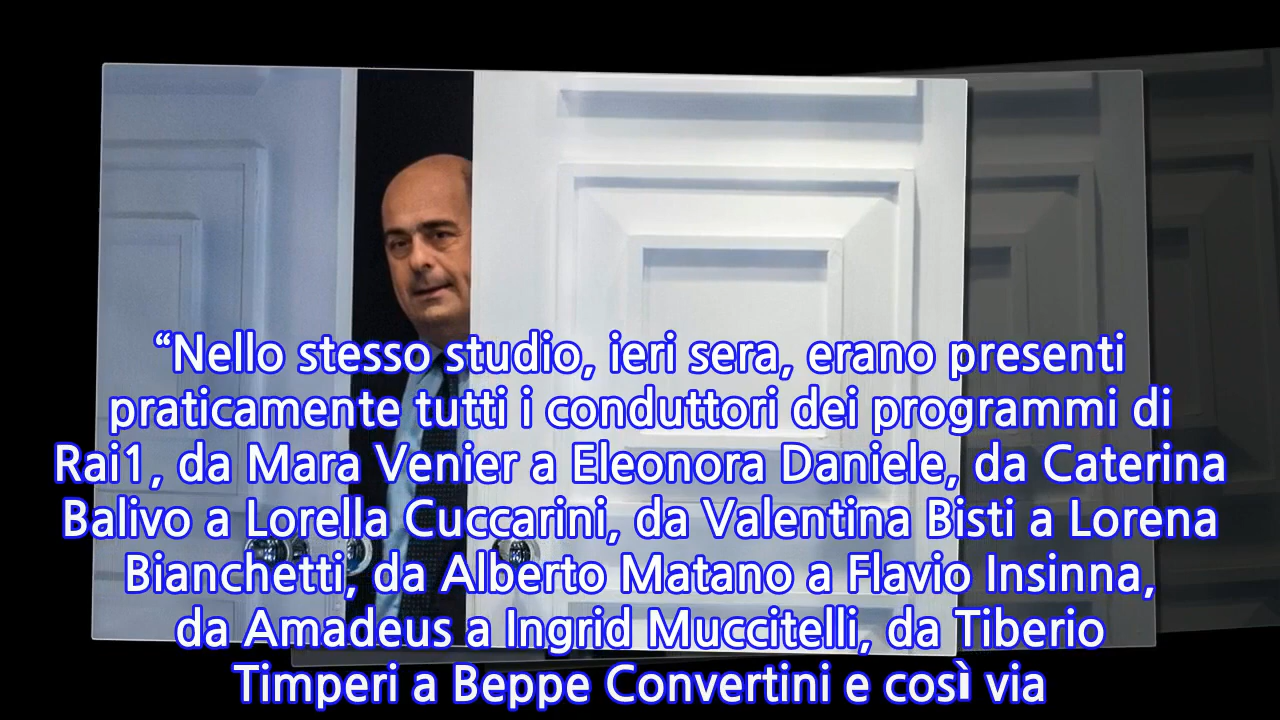 “Nello stesso studio, ieri sera, erano presenti
praticamente tutti i conduttori dei programmi di
Rai1, da Mara Venier a Eleonora Daniele, da Caterina
Balivo a Lorella Cuccarini, da Valentina Bisti a Lorena
Bianchetti, da Alberto Matano a Flavio Insinna,
da Amadeus a Ingrid Muccitelli, da Tiberio
Timperi a Beppe Convertini e così via